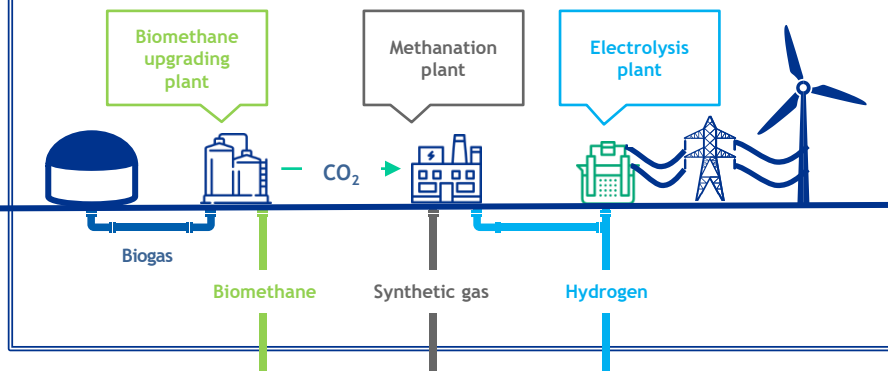 Biomethane
upgrading
plant
Methanation
plant
Electrolysis
plant
CO₂
Biogas
Biomethane
Synthetic gas
Hydrogen